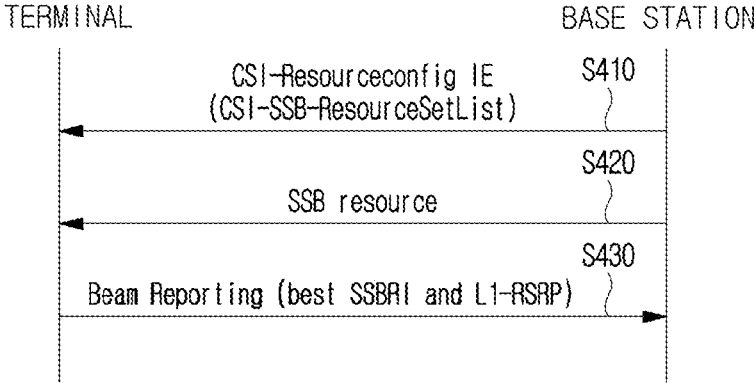 TERMINAL
BASE STATION
CSI-Resourceconfig IE
(CSI-SSB-ResourceSetList)
S410
SSB resource
S420
Beam Reporting (best SSBRI and L1-RSRP)
S430